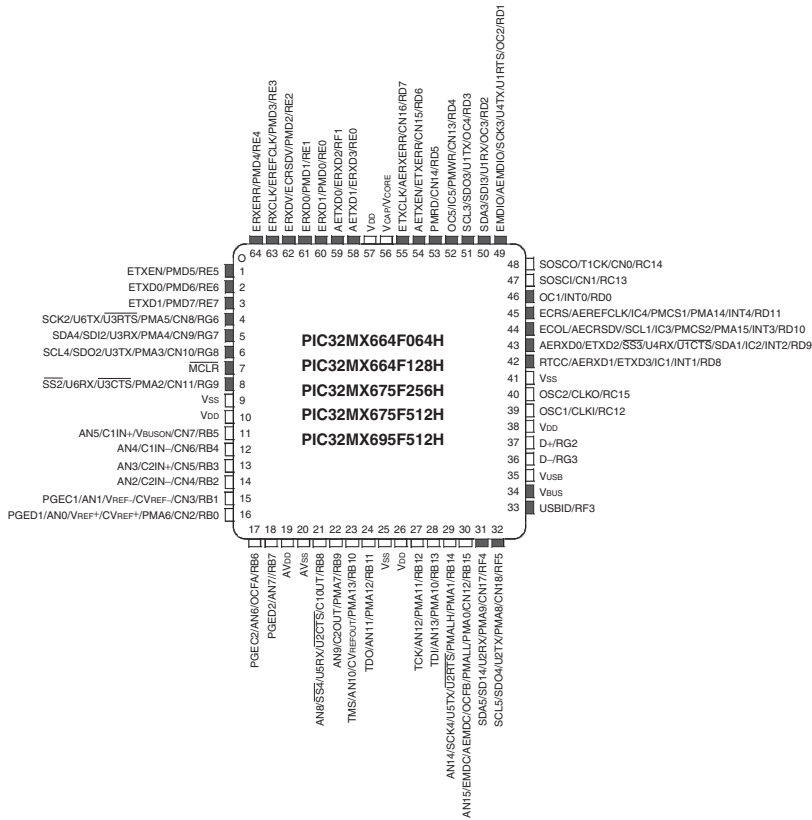 ERXERR/PMD4/RE4
ERXCLK/EREFCLK/PMD3/RE3
ERXDV/ECRSDV/PMD2/RE2
ERXD0/PMD1/RE1
ERXD1/PMD0/RE0
AETXD0/ERXD2/RF1
AETXD1/ERXD3/RE0
VDD
VCAP/VCORE
ETXCLK/AERXERR/CN16/RD7
AETXEN/ETXERR/CN15/RD6
PMRD/CN14/RD5
OC5/IC5/PMWR/CN13/RD4
SCL3/SDO3/U1TX/OC4/RD3
SDA3/SDI3/U1RX/OC3/RD2
EMDIO/AEMDIO/SCK3/U4TX/U1RTS/OC2/RD1
64 63 62 61 60 59 58 57 56 55 54 53 52 51 50 49
ETXEN/PMD5/RE5 1
ETXD0/PMD6/RE6 2
ETXD1/PMD7/RE7 3
SCK2/U6TX/U3RTS/PMA5/CN8/RG6 4
SDA4/SDI2/U3RX/PMA4/CN9/RG7 5
SCL4/SDO2/U3TX/PMA3/CN10/RG8 6
MCLR 7
SS2/U6RX/U3CTS/PMA2/CN11/RG9 8
VSS 9
VDD 10
AN5/C1IN+/VBUSON/CN7/RB5 11
AN4/C1IN–/CN6/RB4 12
AN3/C2IN+/CN5/RB3 13
AN2/C2IN–/CN4/RB2 14
PGEC1/AN1/VREF–/CVREF–/CN3/RB1 15
PGED1/AN0/VREF+/CVREF+/PMA6/CN2/RB0 16
PIC32MX664F064H
PIC32MX664F128H
PIC32MX675F256H
PIC32MX675F512H
PIC32MX695F512H
48 SOSCO/T1CK/CN0/RC14
47 SOSCI/CN1/RC13
46 OC1/INT0/RD0
45 ECRS/AEREFCLK/IC4/PMCS1/PMA14/INT4/RD11
44 ECOL/AECRSDV/SCL1/IC3/PMCS2/PMA15/INT3/RD10
43 AERXD0/ETXD2/SS3/U4RX/U1CTS/SDA1/IC2/INT2/RD9
42 RTCC/AERXD1/ETXD3/IC1/INT1/RD8
41 VSS
40 OSC2/CLKO/RC15
39 OSC1/CLKI/RC12
38 VDD
37 D+/RG2
36 D–/RG3
35 VUSB
34 VBUS
33 USBID/RF3
17 18 19 20 21 22 23 24 25 26 27 28 29 30 31 32
PGEC2/AN6/OCFA/RB6
PGED2/AN7//RB7
AVDD
AVSS
AN8/SS4/U5RX/U2CTS/C1OUT/RB8
AN9/C2OUT/PMA7/RB9
TMS/AN10/CVREFOUT/PMA13/RB10
TDO/AN11/PMA12/RB11
VSS
VDD
TCK/AN12/PMA11/RB12
TDI/AN13/PMA10/RB13
AN14/SCK4/U5TX/U2RTS/PMALH/PMA1/RB14
AN15/EMDC/AEMDC/OCFB/PMALL/PMA0/CN12/RB15
SDA5/SD14/U2RX/PMA9/CN17/RF4
SCL5/SDO4/U2TX/PMA8/CN18/RF5